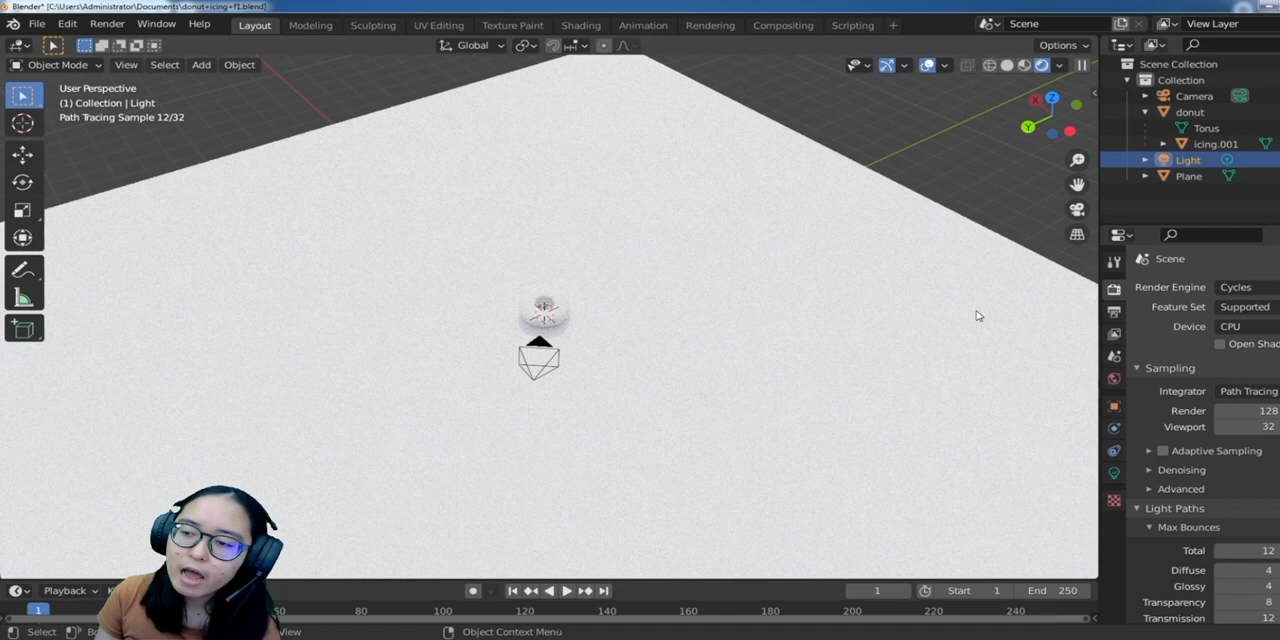 Blender* [C:\Users\Administrator\Documents\donut+icing+f1.blend]
File Edit Render Window Help Layout Modeling Sculpting UV Editing Texture Paint Shading Animation Rendering Compositing Scripting + Scene View Layer
Global Options
Object Mode View Select Add Object
User Perspective
(1) Collection | Light
Path Tracing Sample 12/32
X
Z
Y
Scene Collection
Collection
Camera
donut
Torus
icing.001
Light
Plane
Scene
Render Engine Cycles
Feature Set Supported
Device CPU
Open Shad
Sampling
Integrator Path Tracing
Render 128
Viewport 32
Adaptive Sampling
Denoising
Advanced
Light Paths
Max Bounces
Total 12
Diffuse 4
Glossy 4
Transparency 8
Transmission 12
Playback 1 Start 1 End 250
1 80 100 120 140 160 180 200 220 240
Select View Object Context Menu